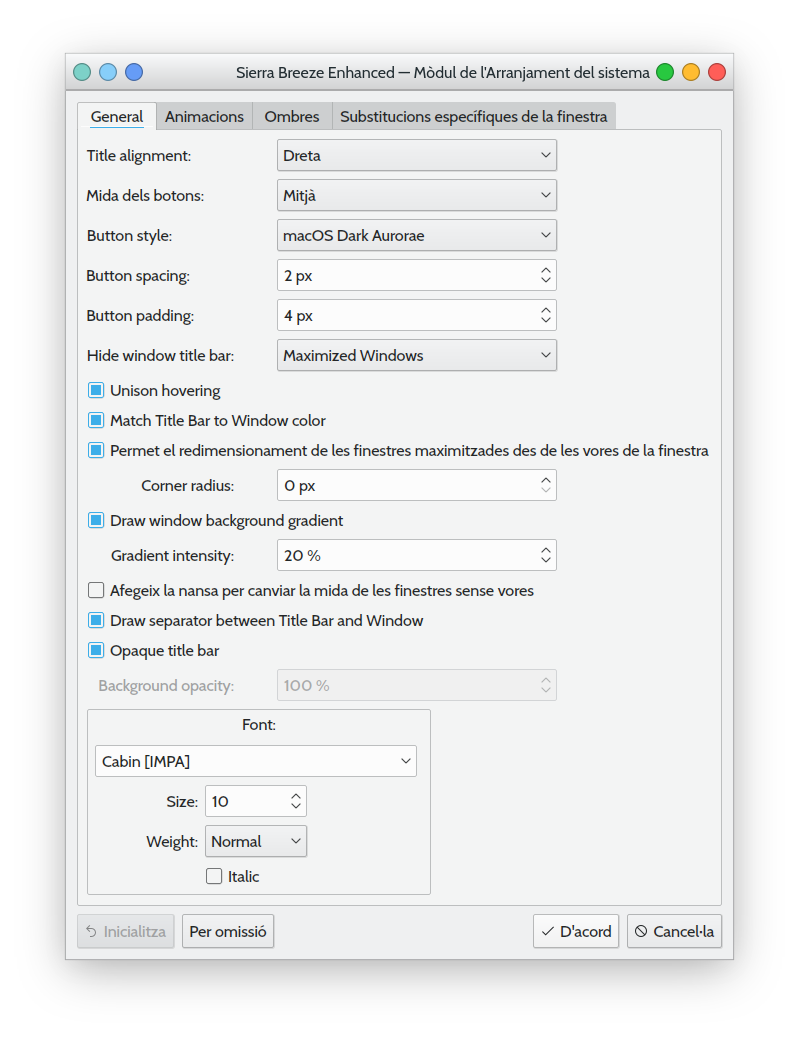 Sierra Breeze Enhanced — Mòdul de l'Arranjament del sistema
General Animacions Ombres Substitucions específiques de la finestra
Title alignment: Dreta
Mida dels botons: Mitjà
Button style: macOS Dark Aurorae
Button spacing: 2 px
Button padding: 4 px
Hide window title bar: Maximized Windows
Unison hovering
Match Title Bar to Window color
Permet el redimensionament de les finestres maximitzades des de les vores de la finestra
Corner radius: 0 px
Draw window background gradient
Gradient intensity: 20 %
Afegeix la nansa per canviar la mida de les finestres sense vores
Draw separator between Title Bar and Window
Opaque title bar
Background opacity: 100 %
Font:
Cabin [IMPA]
Size: 10
Weight: Normal
Italic
Inicialitza Per omissió D'acord Cancel·la